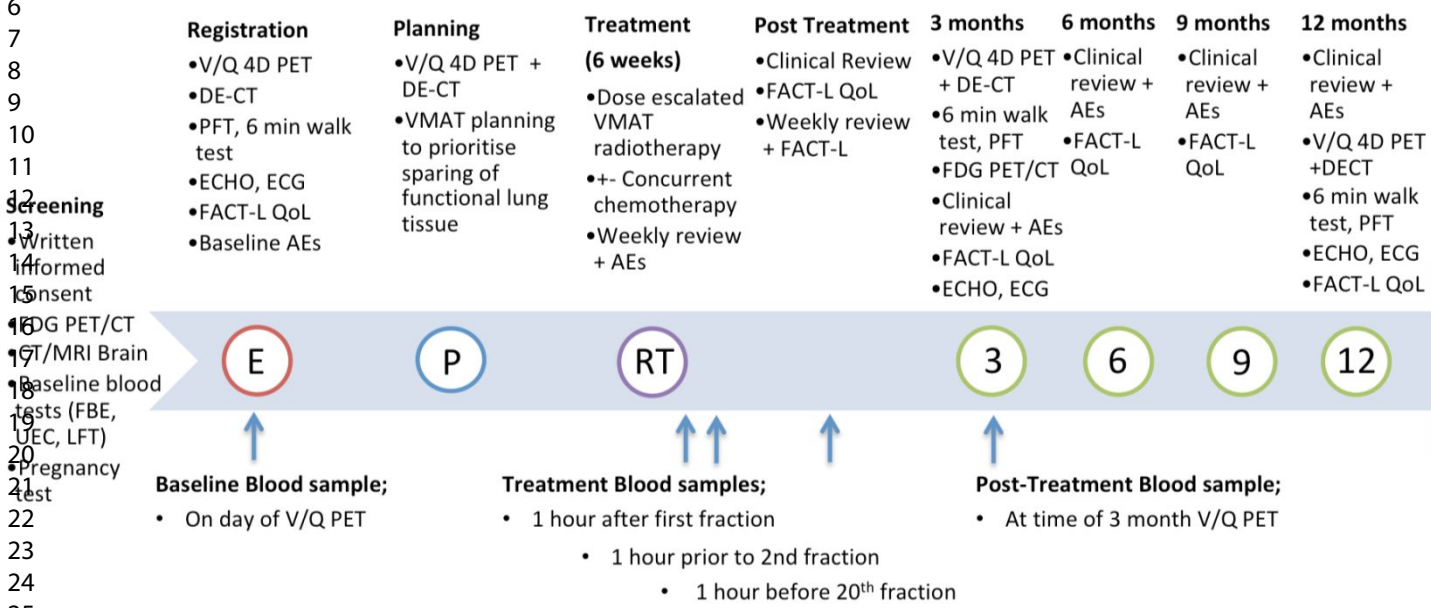 6
7
8
9
10
11
12
13
14
15
16
17
18
19
20
21
22
23
24
Screening
•Written
informed
consent
•FDG PET/CT
•CT/MRI Brain
•Baseline blood
tests (FBE,
UEC, LFT)
•Pregnancy
test
Registration
•V/Q 4D PET
•DE-CT
•PFT, 6 min walk
test
•ECHO, ECG
•FACT-L QoL
•Baseline AEs
Planning
•V/Q 4D PET +
DE-CT
•VMAT planning
to prioritise
sparing of
functional lung
tissue
Treatment
(6 weeks)
•Dose escalated
VMAT
radiotherapy
•+- Concurrent
chemotherapy
•Weekly review
+ AEs
Post Treatment
•Clinical Review
•FACT-L QoL
•Weekly review
+ FACT-L
3 months
•V/Q 4D PET
+ DE-CT
•6 min walk
test, PFT
•FDG PET/CT
•Clinical
review + AEs
•FACT-L QoL
•ECHO, ECG
6 months
•Clinical
review +
AEs
•FACT-L
QoL
9 months
•Clinical
review +
AEs
•FACT-L
QoL
12 months
•Clinical
review +
AEs
•V/Q 4D PET
+DECT
•6 min walk
test, PFT
•ECHO, ECG
•FACT-L QoL
E
P
RT
3
6
9
12
Baseline Blood sample;
• On day of V/Q PET
Treatment Blood samples;
• 1 hour after first fraction
• 1 hour prior to 2nd fraction
• 1 hour before 20th fraction
Post-Treatment Blood sample;
• At time of 3 month V/Q PET